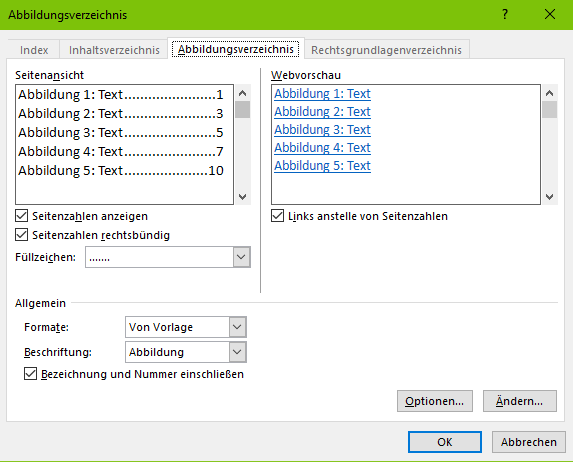 Abbildungsverzeichnis
?
Index Inhaltsverzeichnis Abbildungsverzeichnis Rechtsgrundlagenverzeichnis
Seitenansicht
Abbildung 1: Text.......................1
Abbildung 2: Text.......................3
Abbildung 3: Text.......................5
Abbildung 4: Text.......................7
Abbildung 5: Text.....................10
Seitenzahlen anzeigen
Seitenzahlen rechtsbündig
Füllzeichen: .......
Webvorschau
Abbildung 1: Text
Abbildung 2: Text
Abbildung 3: Text
Abbildung 4: Text
Abbildung 5: Text
Links anstelle von Seitenzahlen
Allgemein
Formate: Von Vorlage
Beschriftung: Abbildung
Bezeichnung und Nummer einschließen
Optionen... Ändern...
OK Abbrechen